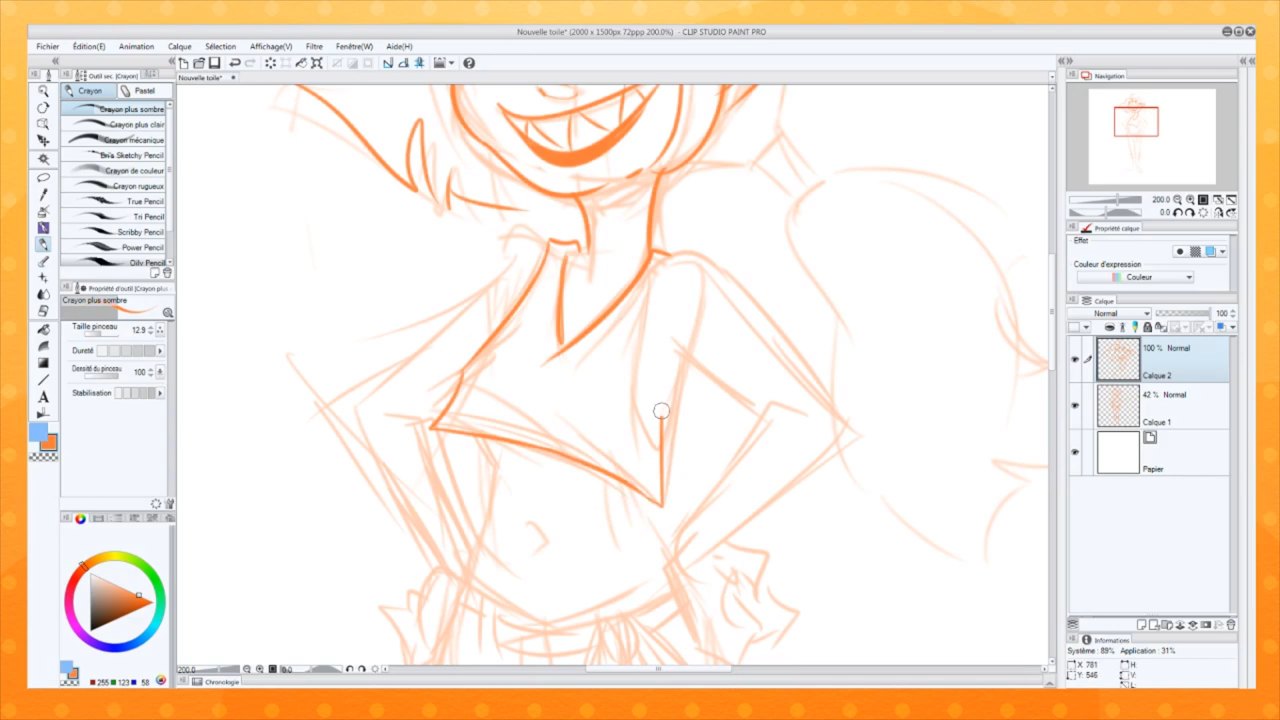 Nouvelle toile* (2000 x 1500px 72ppp 200.0%) - CLIP STUDIO PAINT PRO
Fichier Édition(E) Animation Calque Sélection Affichage(V) Filtre Fenêtre(W) Aide(H)
Outil sec. [Crayon]
Nouvelle toile*
Navigation
Crayon Pastel
Crayon plus sombre
Crayon plus clair
Crayon mécanique
Bri's Sketchy Pencil
Crayon de couleur
Crayon rugueux
True Pencil
Tri Pencil
Scribby Pencil
Power Pencil
Oily Pencil
200.0
0.0
Propriété calque
Effet
Couleur d'expression
Couleur
Propriété d'outil [Crayon plus
Crayon plus sombre
Taille pinceau 12.9
Dureté
Densité du pinceau 100
Stabilisation
Calque
Normal 100
100 % Normal
Calque 2
42 % Normal
Calque 1
Papier
A
Informations
Système : 89% Application : 31%
X 781 H:
Y: 546 V:
200.0 0.0
Chronologie
255 123 58